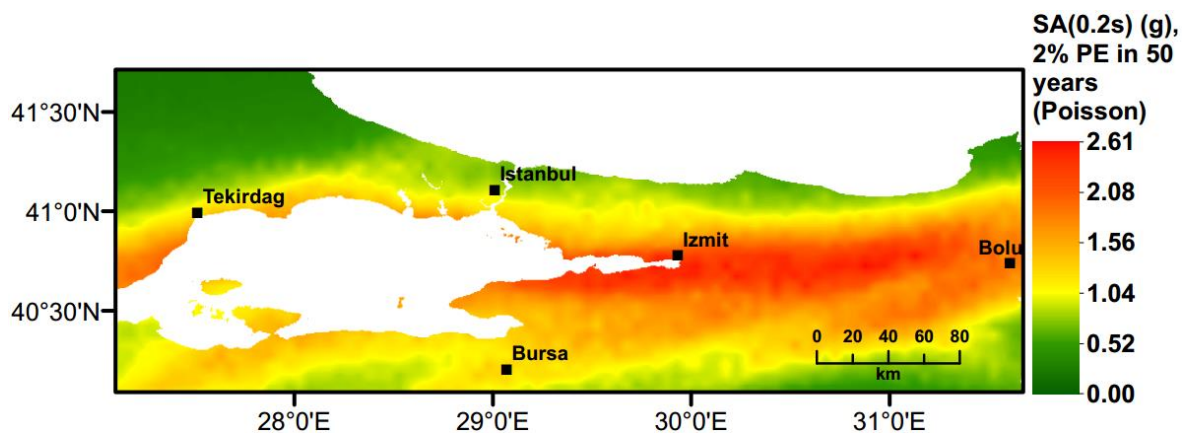 SA(0.2s) (g),
2% PE in 50
years
(Poisson)
41°30'N
41°0'N
40°30'N
Tekirdag
Istanbul
Izmit
Bolu
Bursa
0 20 40 60 80
km
2.61
2.08
1.56
1.04
0.52
0.00
28°0'E 29°0'E 30°0'E 31°0'E